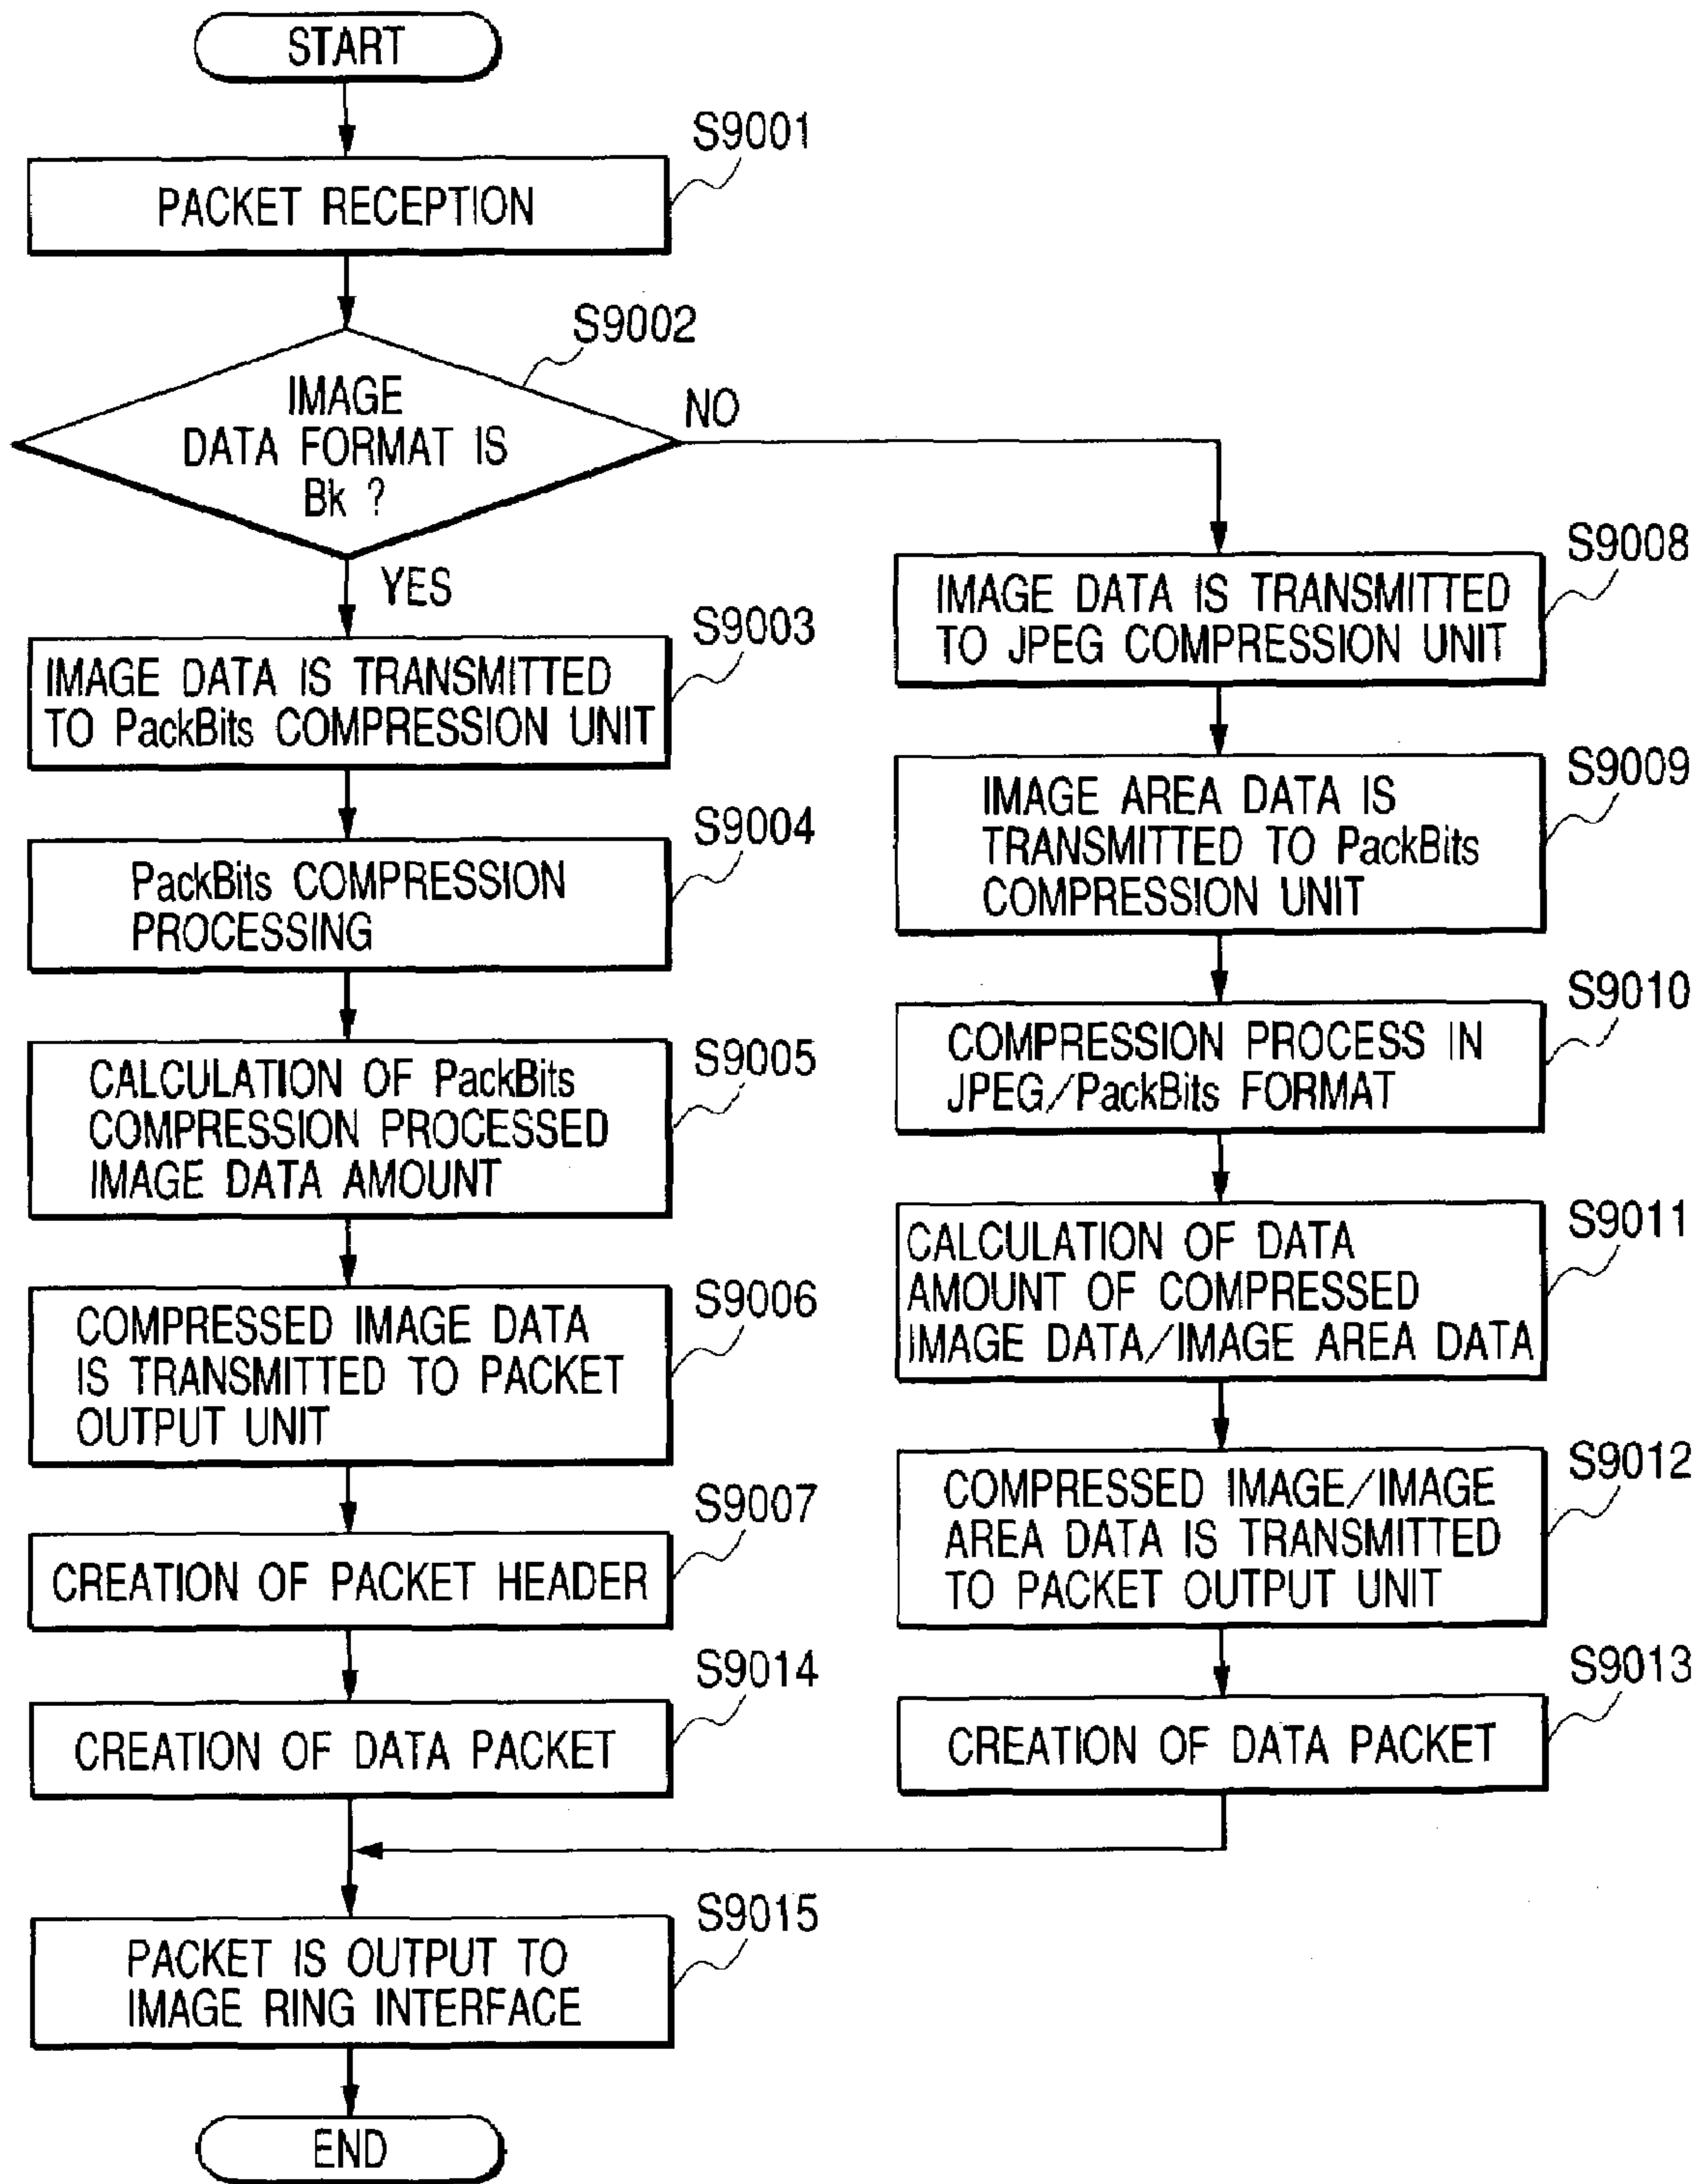 START
S9001
PACKET RECEPTION
S9002
IMAGE
DATA FORMAT IS
Bk ?
NO
YES
S9003
IMAGE DATA IS TRANSMITTED
TO PackBits COMPRESSION UNIT
S9004
PackBits COMPRESSION
PROCESSING
S9005
CALCULATION OF PackBits
COMPRESSION PROCESSED
IMAGE DATA AMOUNT
S9006
COMPRESSED IMAGE DATA
IS TRANSMITTED TO PACKET
OUTPUT UNIT
S9007
CREATION OF PACKET HEADER
S9014
CREATION OF DATA PACKET
S9008
IMAGE DATA IS TRANSMITTED
TO JPEG COMPRESSION UNIT
S9009
IMAGE AREA DATA IS
TRANSMITTED TO PackBits
COMPRESSION UNIT
S9010
COMPRESSION PROCESS IN
JPEG/PackBits FORMAT
S9011
CALCULATION OF DATA
AMOUNT OF COMPRESSED
IMAGE DATA/IMAGE AREA DATA
S9012
COMPRESSED IMAGE/IMAGE
AREA DATA IS TRANSMITTED
TO PACKET OUTPUT UNIT
S9013
CREATION OF DATA PACKET
S9015
PACKET IS OUTPUT TO
IMAGE RING INTERFACE
END